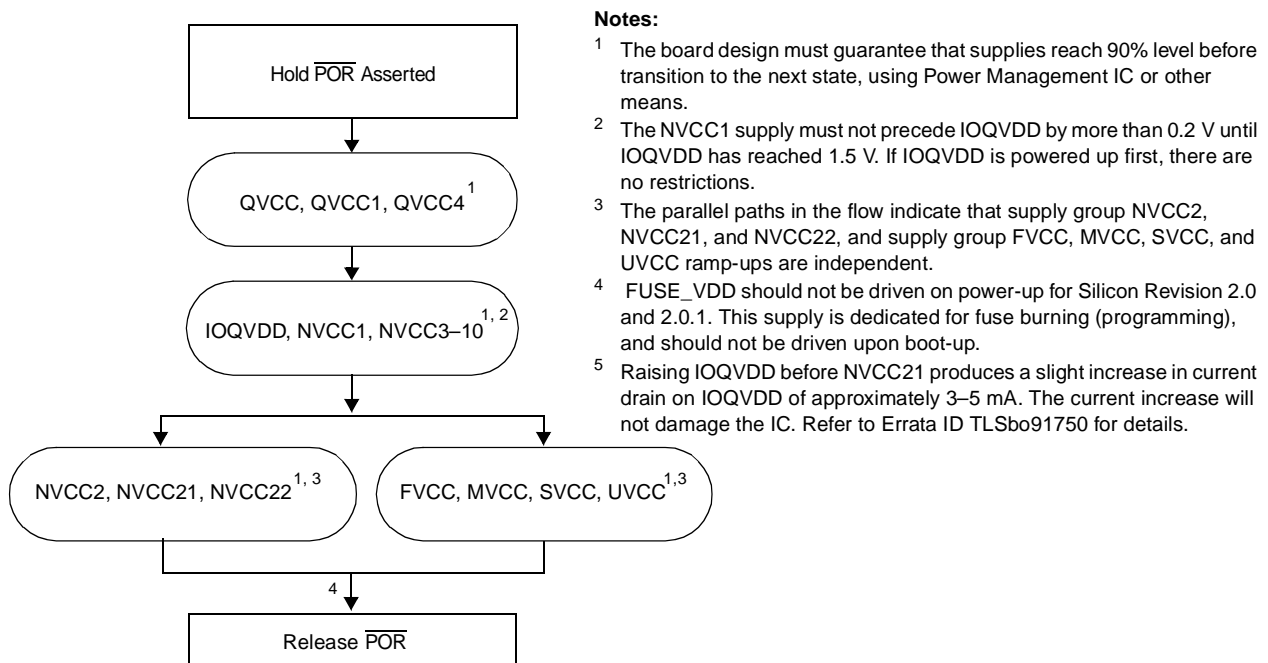 Hold POR Asserted
QVCC, QVCC1, QVCC4 1
IOQVDD, NVCC1, NVCC3–10 1, 2
NVCC2, NVCC21, NVCC22 1, 3
FVCC, MVCC, SVCC, UVCC 1,3
4
Release POR
Notes:
1 The board design must guarantee that supplies reach 90% level before
transition to the next state, using Power Management IC or other
means.
2 The NVCC1 supply must not precede IOQVDD by more than 0.2 V until
IOQVDD has reached 1.5 V. If IOQVDD is powered up first, there are
no restrictions.
3 The parallel paths in the flow indicate that supply group NVCC2,
NVCC21, and NVCC22, and supply group FVCC, MVCC, SVCC, and
UVCC ramp-ups are independent.
4 FUSE_VDD should not be driven on power-up for Silicon Revision 2.0
and 2.0.1. This supply is dedicated for fuse burning (programming),
and should not be driven upon boot-up.
5 Raising IOQVDD before NVCC21 produces a slight increase in current
drain on IOQVDD of approximately 3–5 mA. The current increase will
not damage the IC. Refer to Errata ID TLSbo91750 for details.